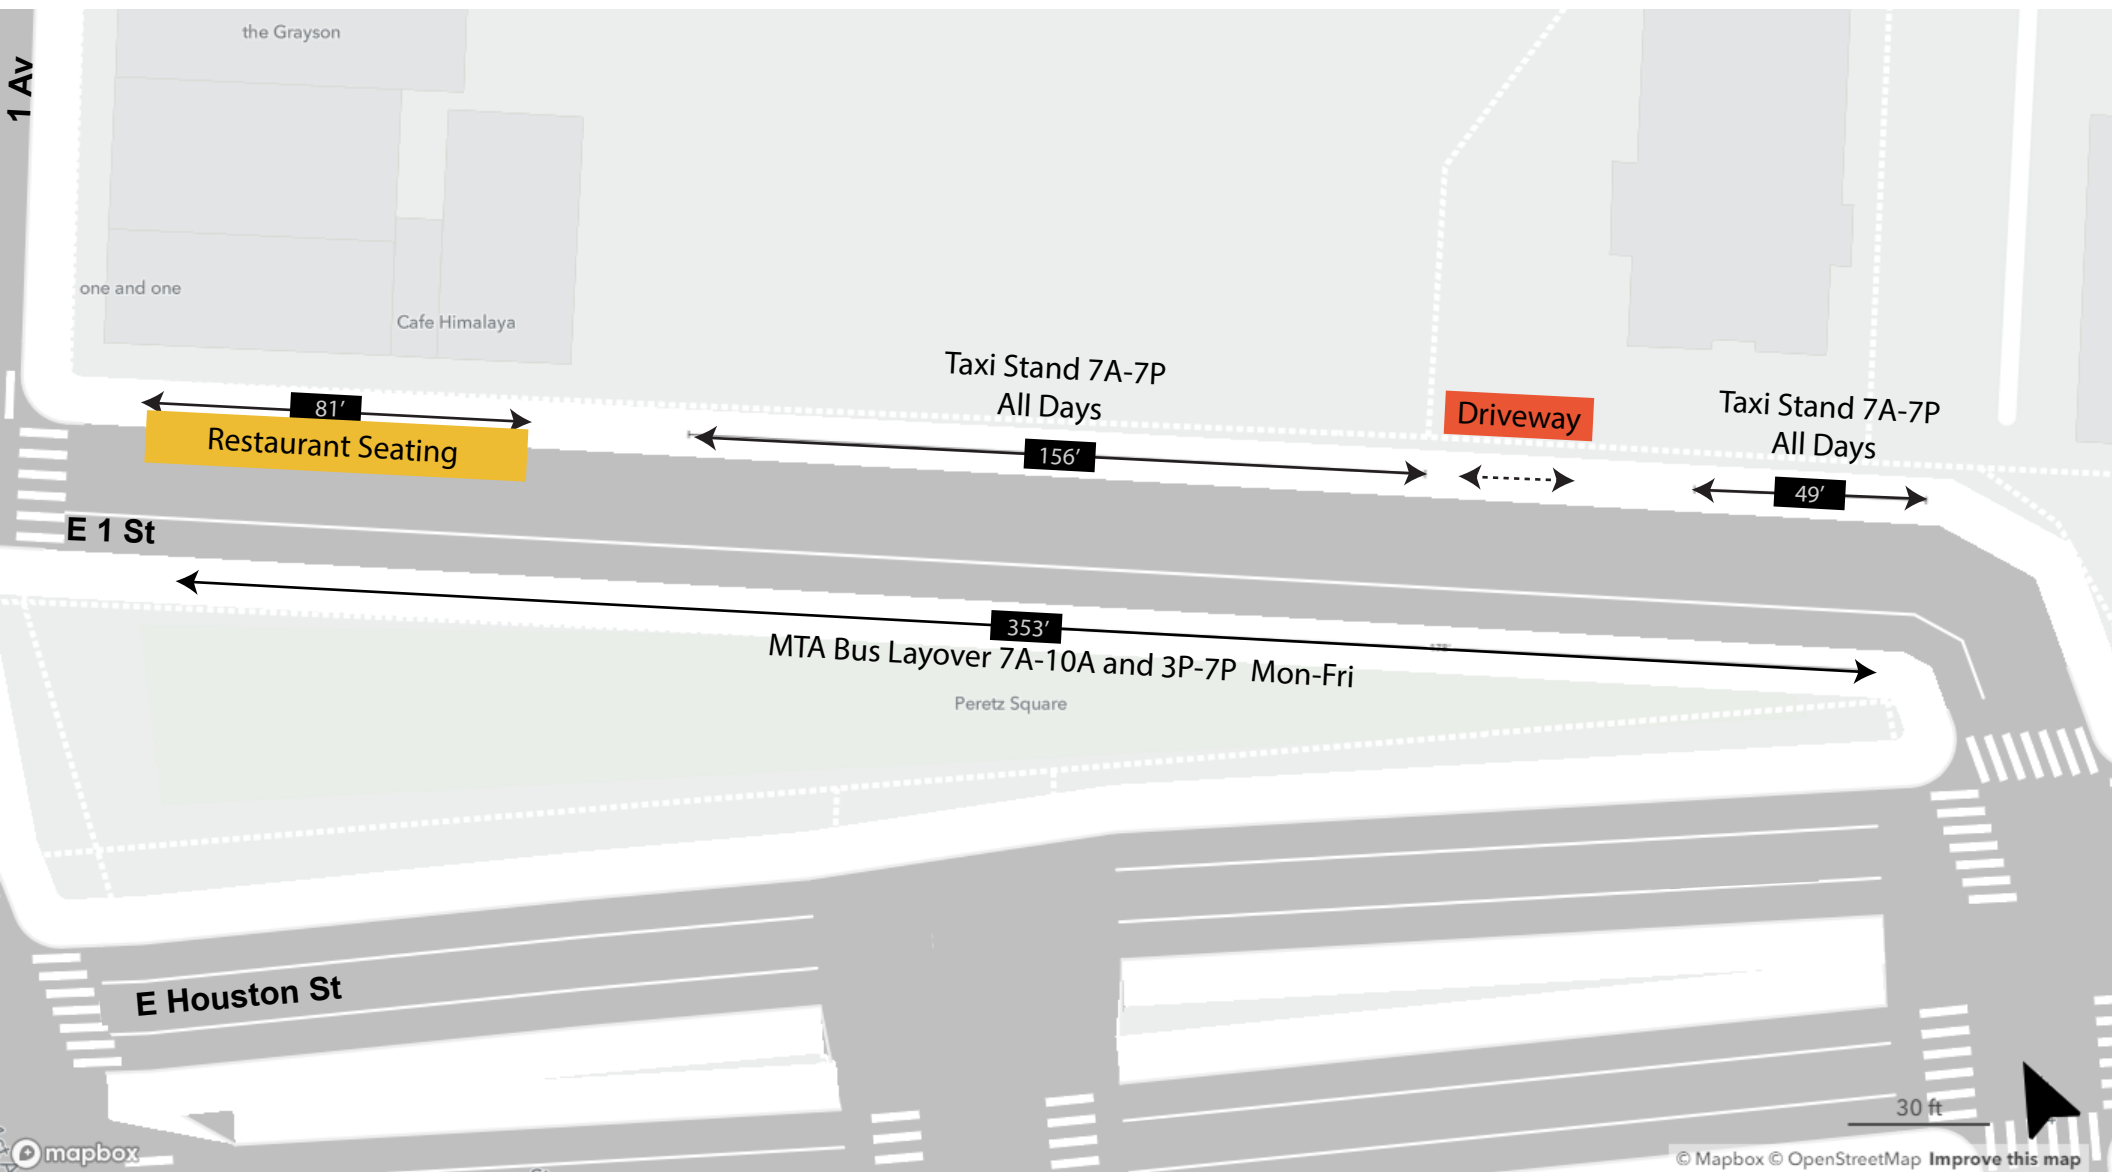 the Grayson
1 Av
one and one
Cafe Himalaya
Taxi Stand 7A-7P
All Days
Driveway
Taxi Stand 7A-7P
All Days
81’
Restaurant Seating
156’
49’
E 1 St
353’
MTA Bus Layover 7A-10A and 3P-7P Mon-Fri
Peretz Square
E Houston St
30 ft
mapbox
© Mapbox © OpenStreetMap Improve this map